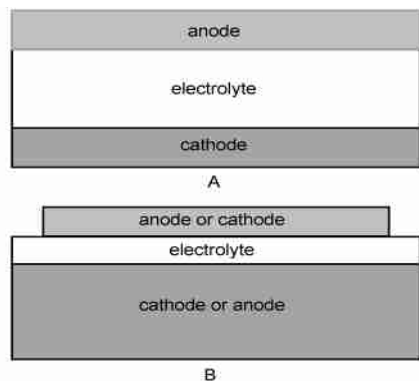 anode
electrolyte
cathode
A
anode or cathode
electrolyte
cathode or anode
B